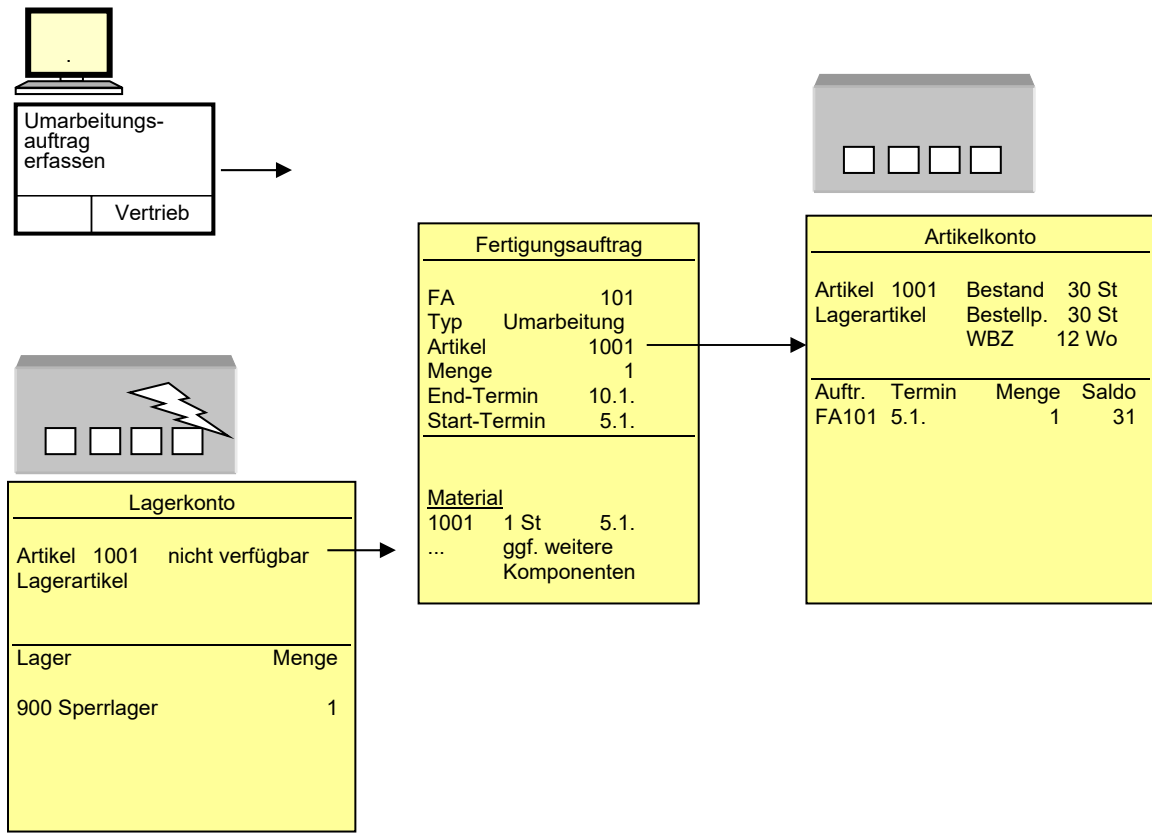 .
Umarbeitungs-
auftrag
erfassen
Vertrieb
Fertigungsauftrag
FA 101
Typ Umarbeitung
Artikel 1001
Menge 1
End-Termin 10.1.
Start-Termin 5.1.
Material
1001 1 St 5.1.
... ggf. weitere
Komponenten
Artikelkonto
Artikel 1001 Bestand 30 St
Lagerartikel Bestellp. 30 St
WBZ 12 Wo
Auftr. Termin Menge Saldo
FA101 5.1. 1 31
Lagerkonto
Artikel 1001 nicht verfügbar
Lagerartikel
Lager Menge
900 Sperrlager 1